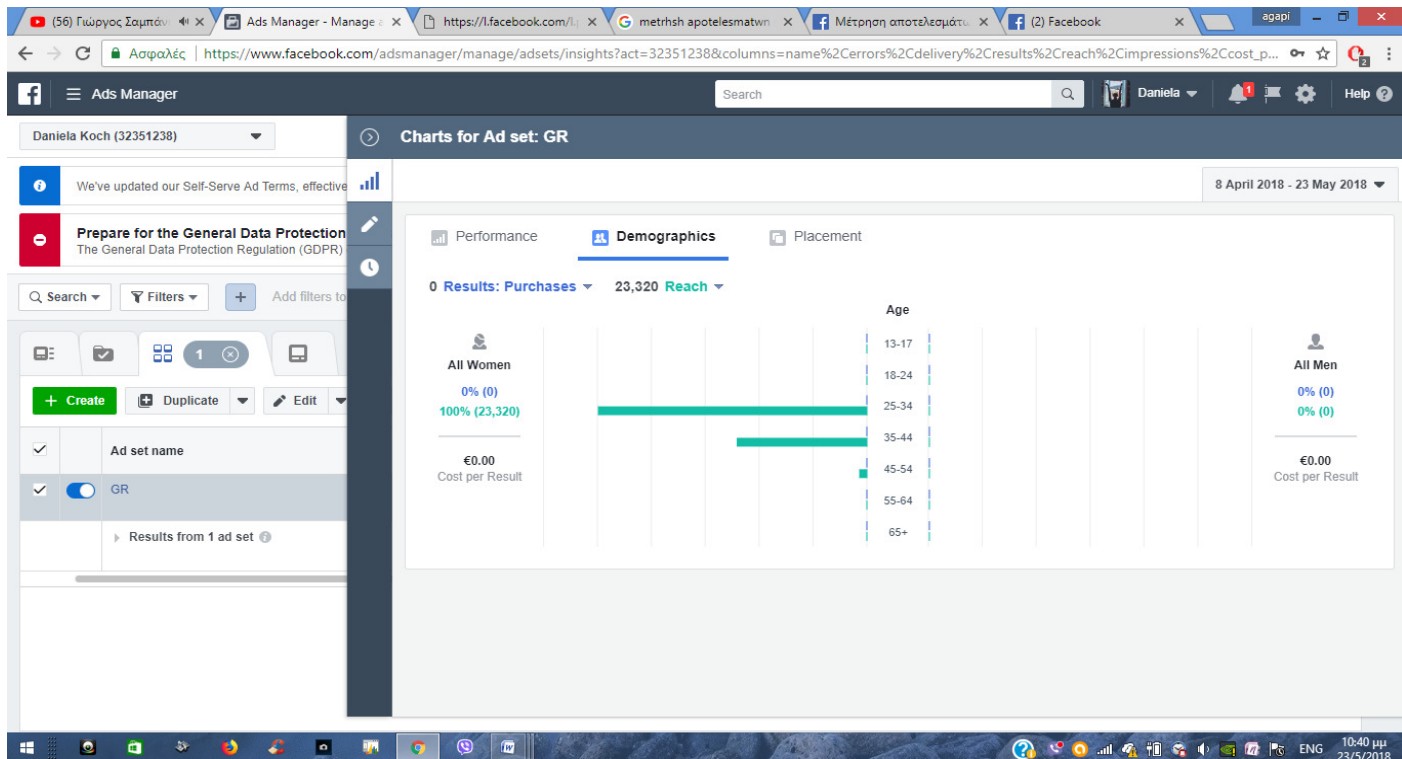 (56) Γιώργος Σαμπάν
Ads Manager - Manage a
https://l.facebook.com/l.
metrhsh apotelesmatwn
Μέτρηση αποτελεσμάτω
(2) Facebook
agapi
Ασφαλές | https://www.facebook.com/adsmanager/manage/adsets/insights?act=32351238&columns=name%2Cerrors%2Cdelivery%2Cresults%2Creach%2Cimpressions%2Ccost_p...
2
f
Ads Manager
Search
Daniela
1
Help
Daniela Koch (32351238)
Charts for Ad set: GR
We've updated our Self-Serve Ad Terms, effective
8 April 2018 - 23 May 2018
Prepare for the General Data Protection
The General Data Protection Regulation (GDPR)
Performance
Demographics
Placement
Search
Filters
+
Add filters to
0 Results: Purchases
23,320 Reach
Age
13-17
18-24
25-34
35-44
45-54
55-64
65+
All Women
0% (0)
100% (23,320)
€0.00
Cost per Result
All Men
0% (0)
0% (0)
€0.00
Cost per Result
1
+ Create
Duplicate
Edit
Ad set name
GR
Results from 1 ad set
ENG
10:40 μμ
23/5/2018